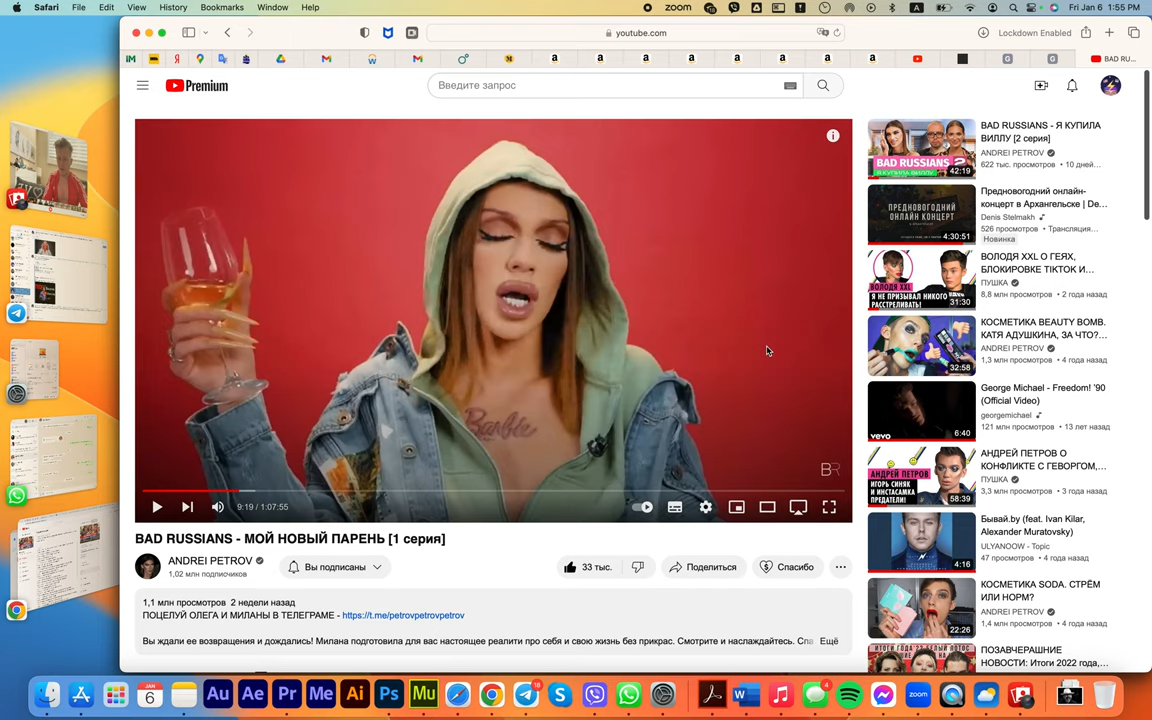 Safari File Edit View History Bookmarks Window Help
zoom
A
Fri Jan 6 1:55 PM
youtube.com
Lockdown Enabled
BAD RU...
Premium
Введите запрос
Barbie
BR
9:19 / 1:07:55
BAD RUSSIANS - МОЙ НОВЫЙ ПАРЕНЬ [1 серия]
ANDREI PETROV
1,02 млн подписчиков
Вы подписаны
33 тыс.
Поделиться
Спасибо
1,1 млн просмотров 2 недели назад
ПОЦЕЛУЙ ОЛЕГА И МИЛАНЫ В ТЕЛЕГРАМЕ - https://t.me/petrovpetrovpetrov
Вы ждали ее возвращения и дождались! Милана подготовила для вас настоящее реалити про себя и свою жизнь без прикрас. Смотрите и наслаждайтесь. Спа Ещё
BAD RUSSIANS 2
42:19
BAD RUSSIANS - Я КУПИЛА
ВИЛЛУ [2 серия]
ANDREI PETROV
622 тыс. просмотров • 10 дней...
ПРЕДНОВОГОДНИЙ
ОНЛАЙН КОНЦЕРТ
4:30:51
Предновогодний онлайн-
концерт в Архангельске | De...
Denis Stelmakh
526 просмотров • Трансляция...
Новинка
ВОЛОДЯ XXL
Я НЕ ПРИЗЫВАЛ НИКОГО
РАССТРЕЛИВАТЬ!
31:30
ВОЛОДЯ XXL О ГЕЯХ,
БЛОКИРОВКЕ TIKTOK И...
ПУШКА
8,8 млн просмотров • 2 года назад
32:58
КОСМЕТИКА BEAUTY BOMB.
КАТЯ АДУШКИНА, ЗА ЧТО?...
ANDREI PETROV
1,3 млн просмотров • 4 года назад
vevo
6:40
George Michael - Freedom! '90
(Official Video)
georgemichael
121 млн просмотров • 13 лет назад
АНДРЕЙ ПЕТРОВ
ИГОРЬ СИНЯК
И ИНСТАСАМКА
ПРЕДАТЕЛИ!
58:39
АНДРЕЙ ПЕТРОВ О
КОНФЛИКТЕ С ГЕВОРГОМ,...
ПУШКА
3,3 млн просмотров • 3 года назад
4:16
Бывай.by (feat. Ivan Kilar,
Alexander Muratovsky)
ULYANOOW - Topic
47 просмотров • 4 года назад
22:26
КОСМЕТИКА SODA. СТРЁМ
ИЛИ НОРМ?
ANDREI PETROV
1,4 млн просмотров • 4 года назад
ПОЗАВЧЕРАШНИЕ
НОВОСТИ: Итоги 2022 года,...
JAN
6
Au Ae Pr Me Ai Ps Mu
18
W
4
zoom